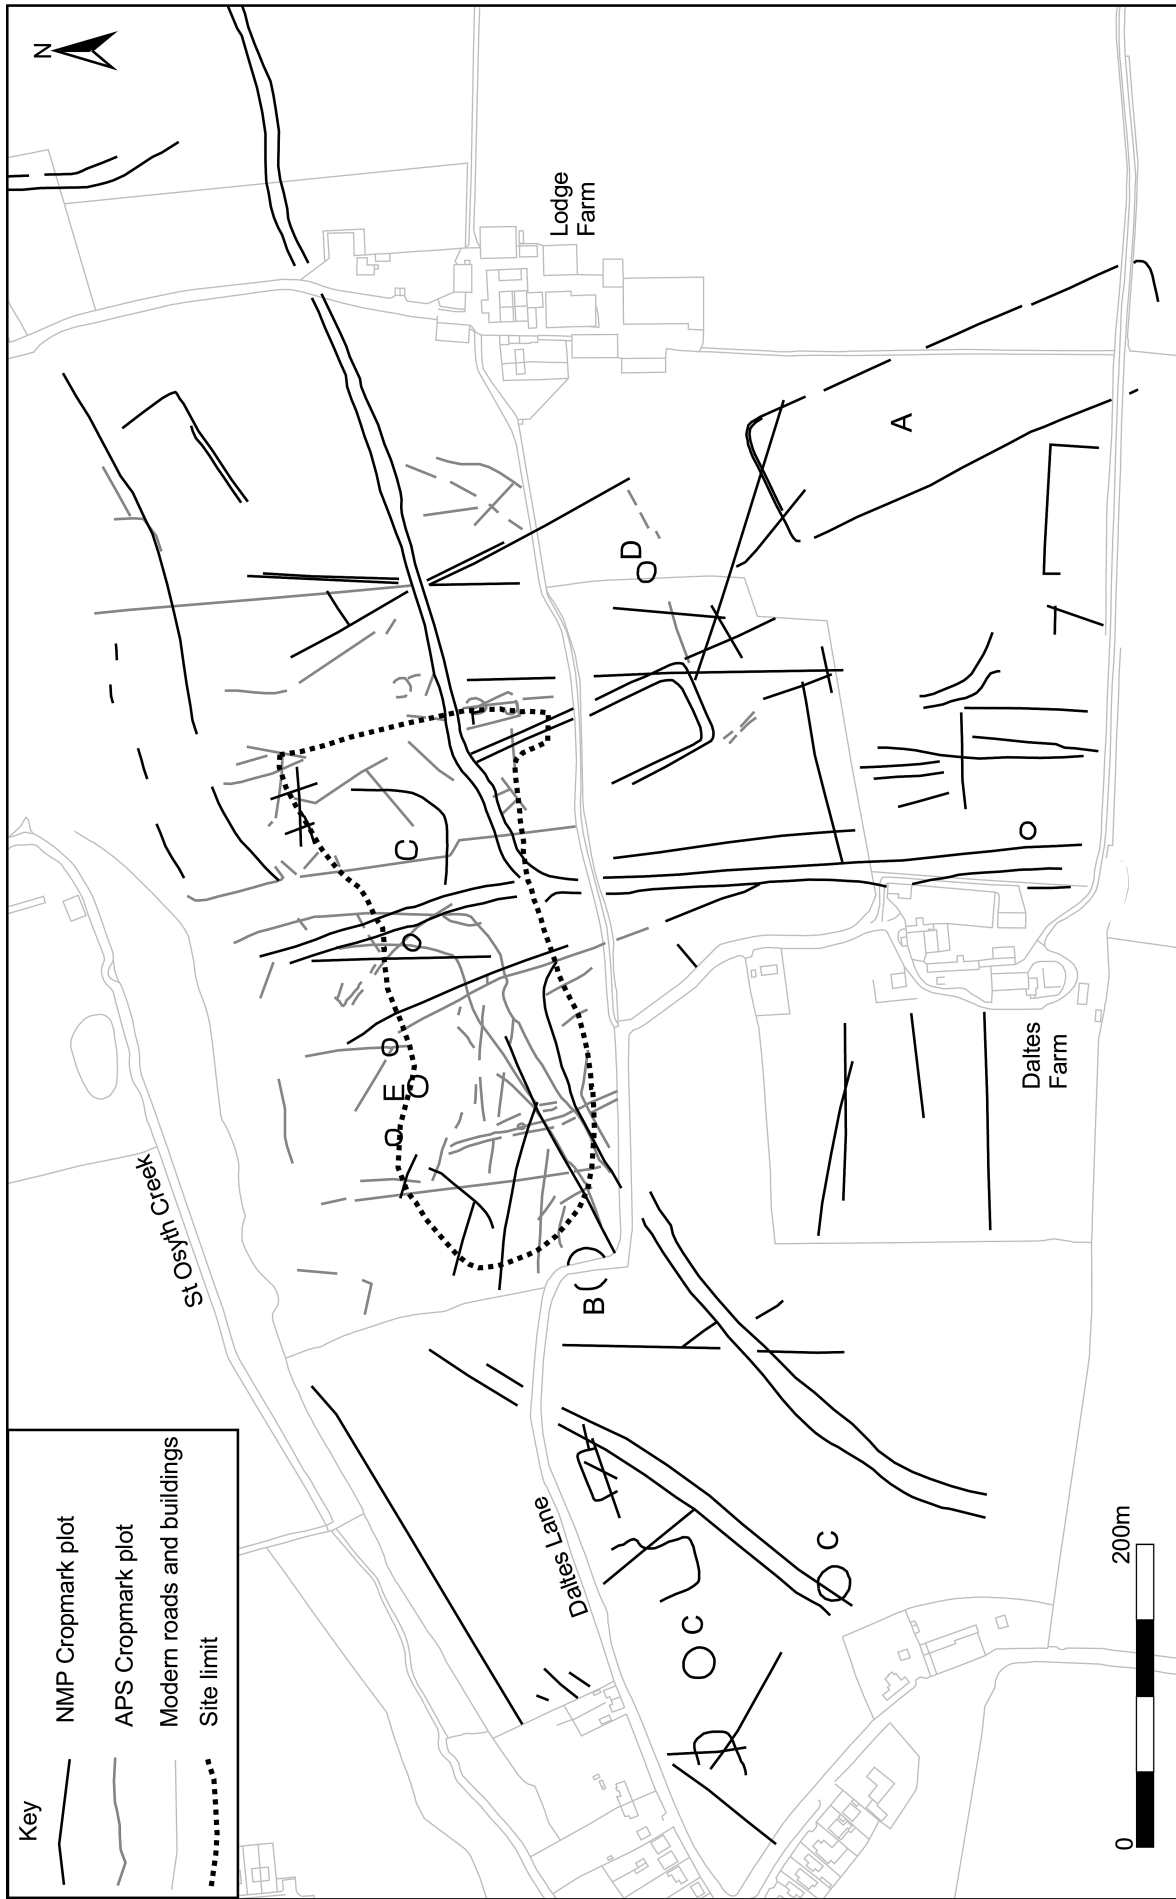 Key
NMP Cropmark plot
APS Cropmark plot
Modern roads and buildings
Site limit
N
St Osyth Creek
Lodge
Farm
Daltes Lane
Daltes
Farm
A
B
C
C
C
D
E
0
200m